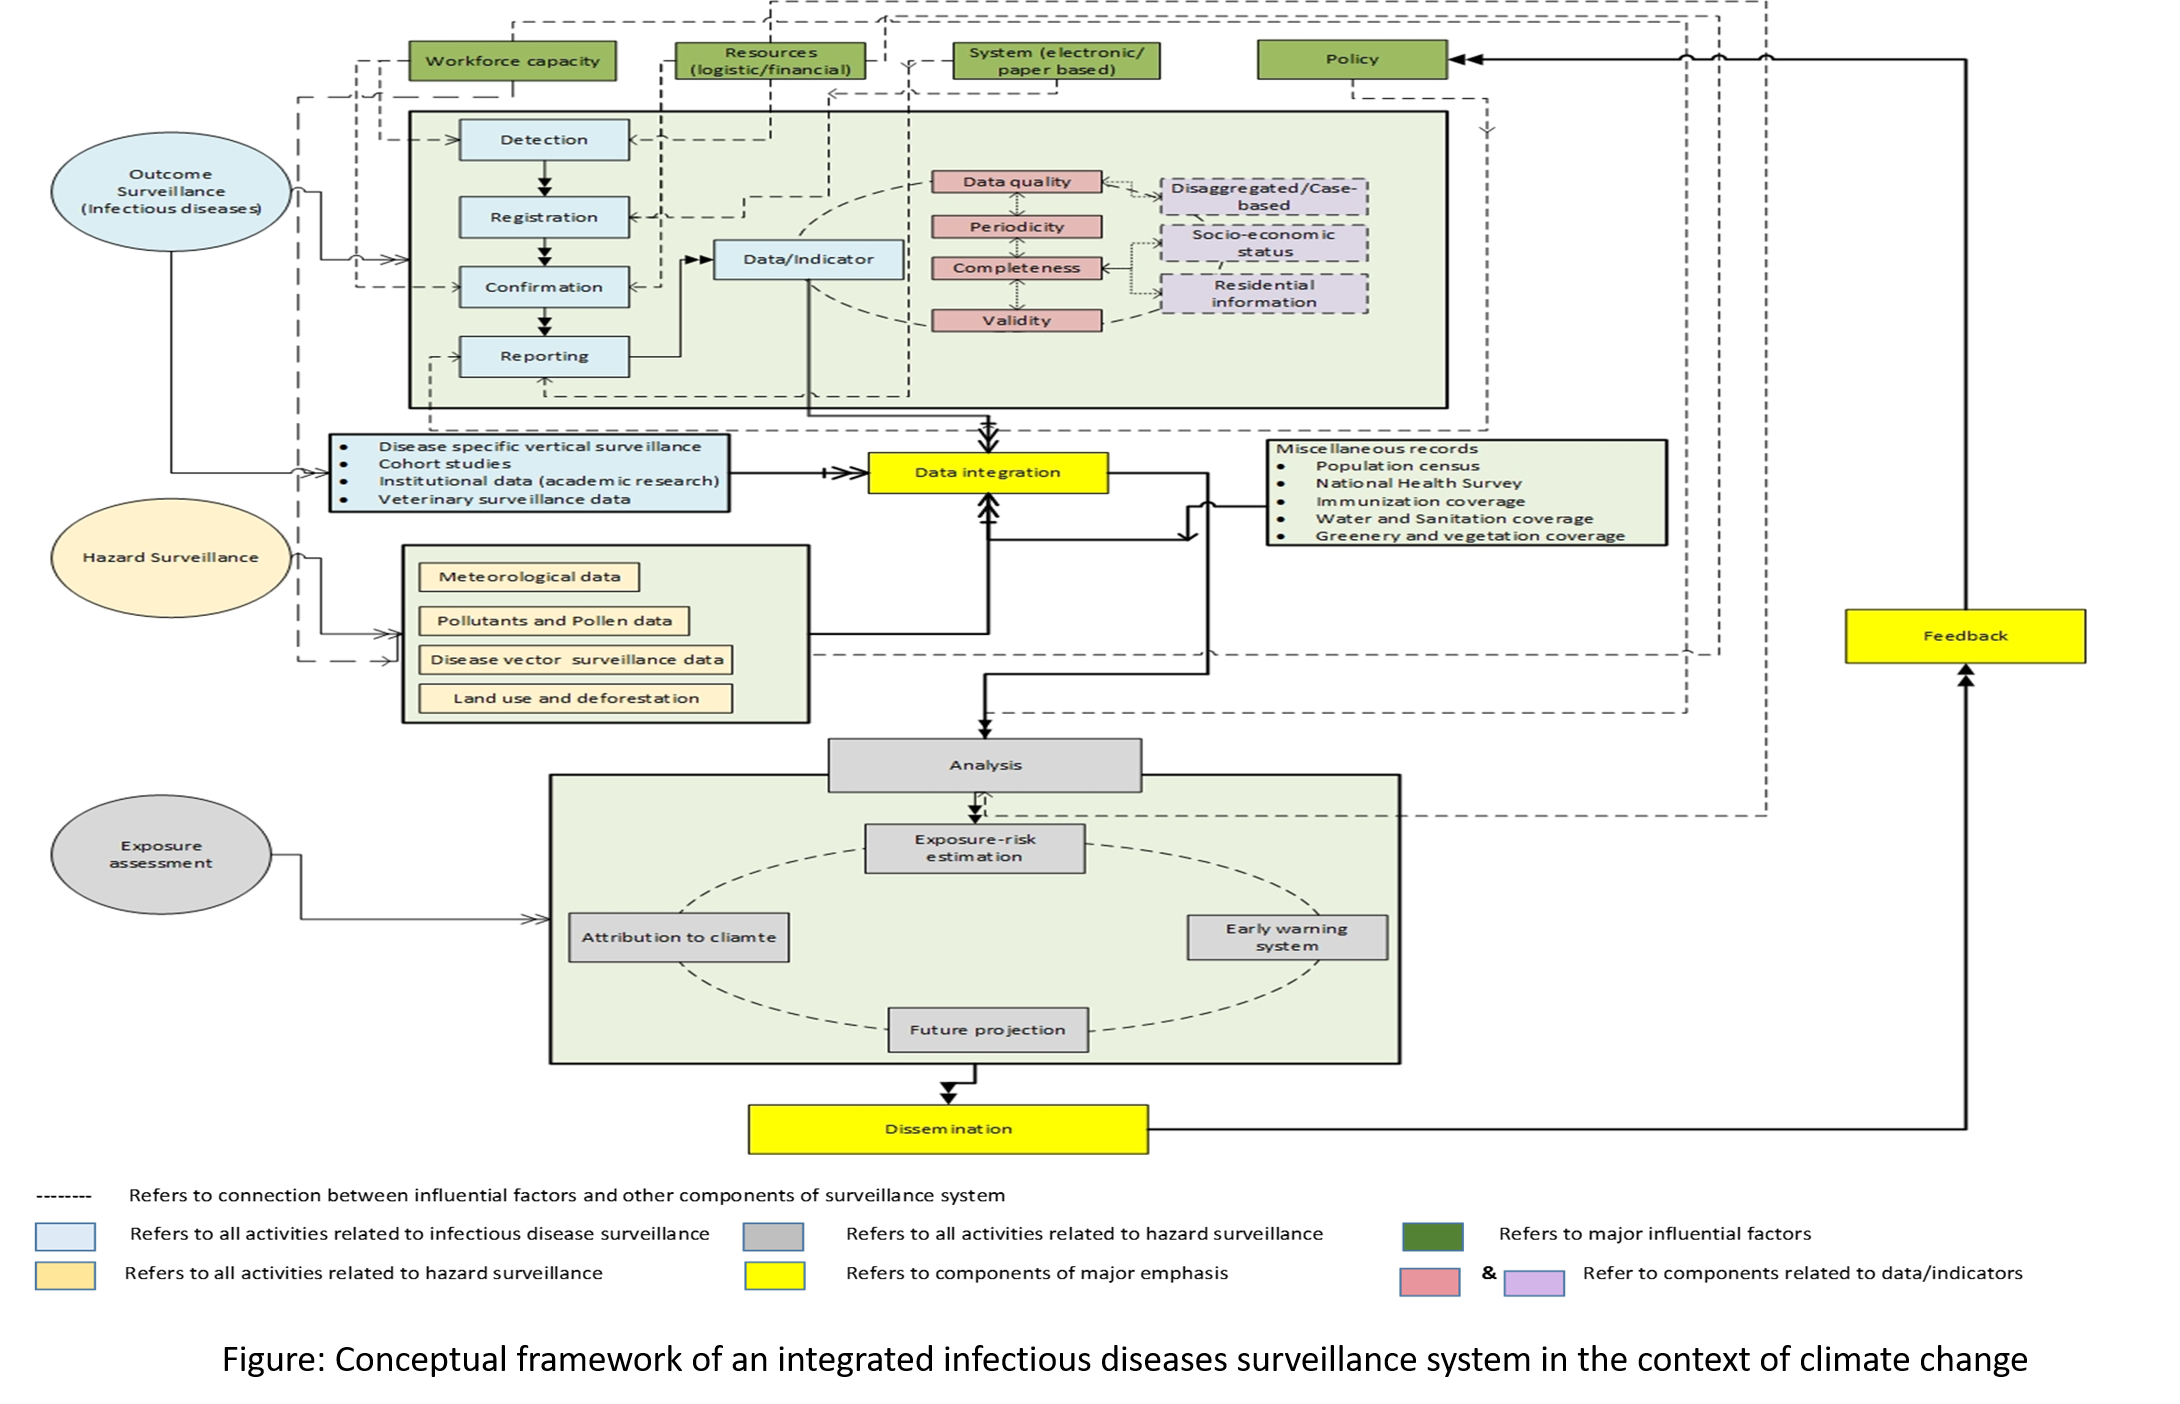 Workforce capacity
Resources
(logistic/financial)
System (electronic/
paper based)
Policy
Detection
Registration
Confirmation
Reporting
Data/Indicator
Data quality
Periodicity
Completeness
Validity
Disaggregated/Case-
based
Socio-economic
status
Residential
information
Outcome
Surveillance
(Infectious diseases)
• Disease specific vertical surveillance
• Cohort studies
• Institutional data (academic research)
• Veterinary surveillance data
Data integration
Miscellaneous records
• Population census
• National Health Survey
• Immunization coverage
• Water and Sanitation coverage
• Greenery and vegetation coverage
Hazard Surveillance
Meteorological data
Pollutants and Pollen data
Disease vector surveillance data
Land use and deforestation
Feedback
Analysis
Exposure
assessment
Exposure-risk
estimation
Attribution to cliamte
Early warning
system
Future projection
Dissemination
Refers to connection between influential factors and other components of surveillance system
Refers to all activities related to infectious disease surveillance
Refers to all activities related to hazard surveillance
Refers to major influential factors
Refers to all activities related to hazard surveillance
Refers to components of major emphasis
& Refer to components related to data/indicators
Figure: Conceptual framework of an integrated infectious diseases surveillance system in the context of climate change